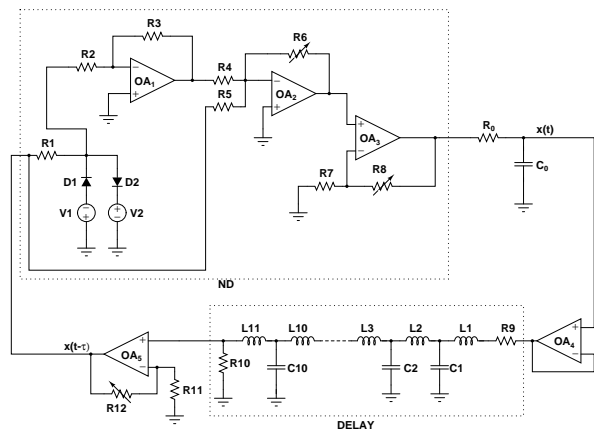 R3
R2
OA1
R6
R4
R5
OA2
OA3
R0
x(t)
C0
R1
D1
D2
V1
V2
R7
R8
ND
L11
L10
L3
L2
L1
R9
OA4
x(t-τ)
OA5
R10
C10
C2
C1
R11
R12
DELAY